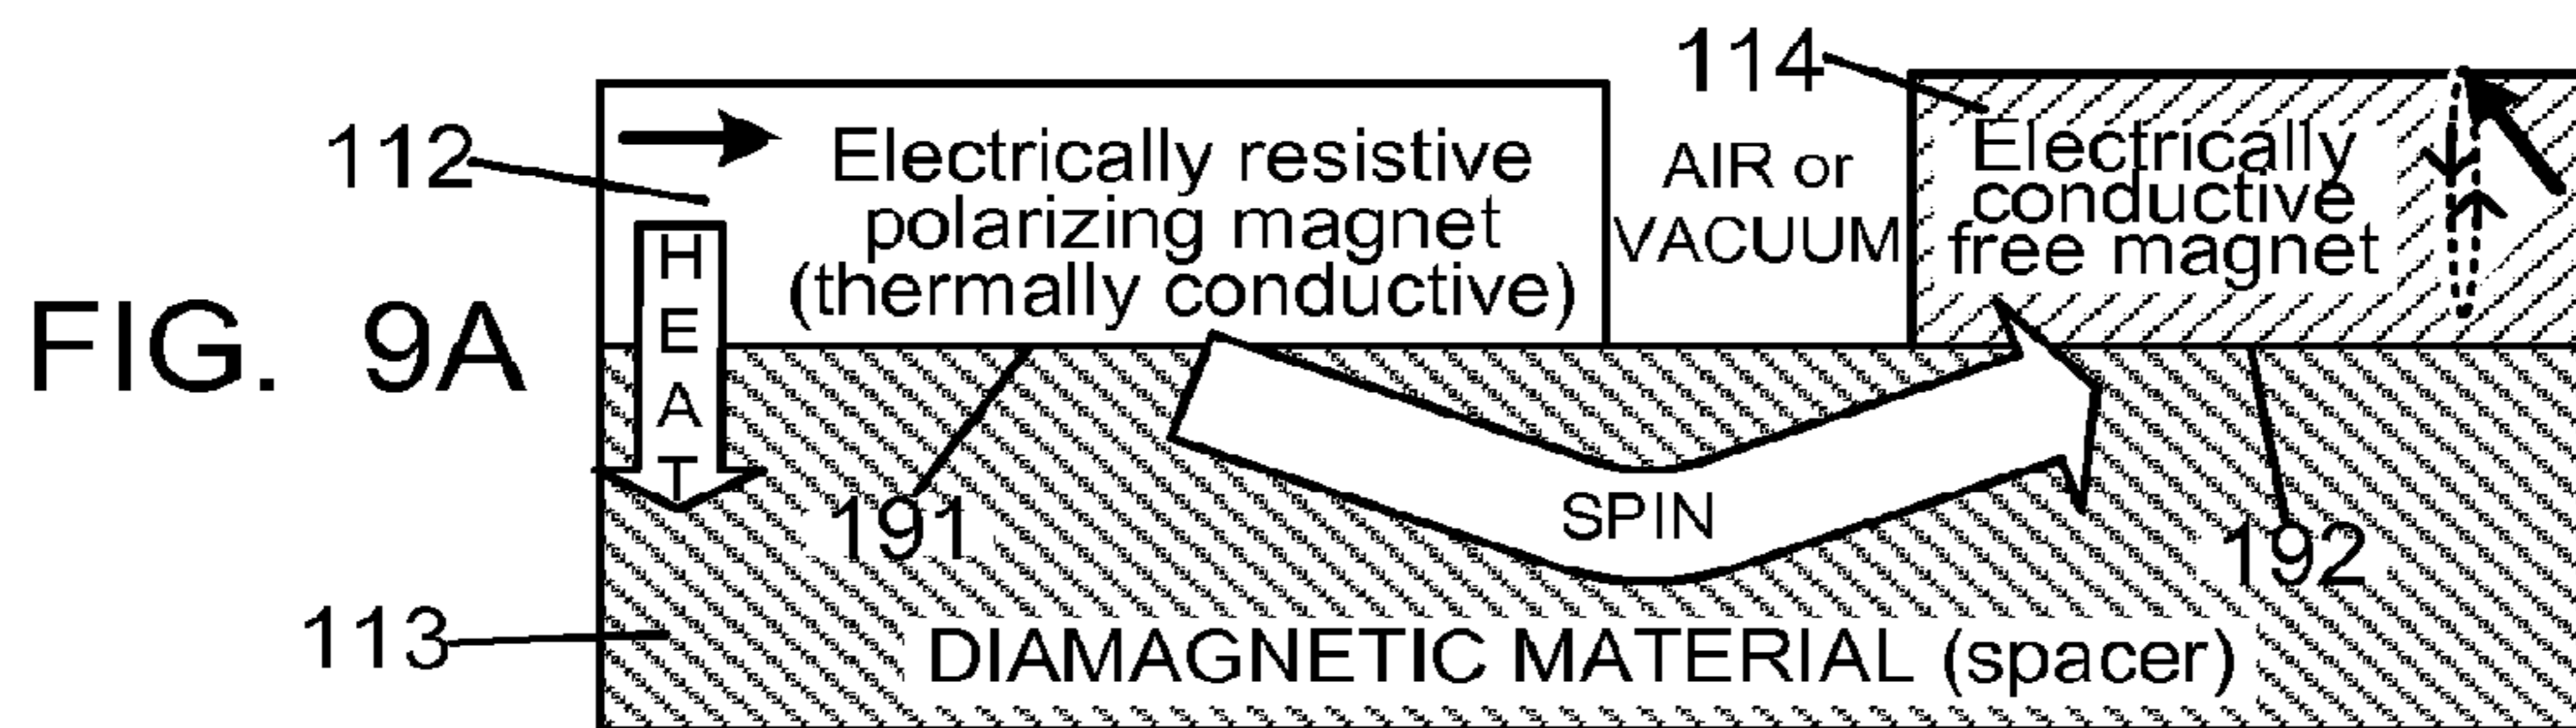 FIG. 9A
112
Electrically resistive
polarizing magnet
(thermally conductive)
HEAT
AIR or
VACUUM
114
Electrically
conductive
free magnet
191
SPIN
192
113
DIAMAGNETIC MATERIAL (spacer)